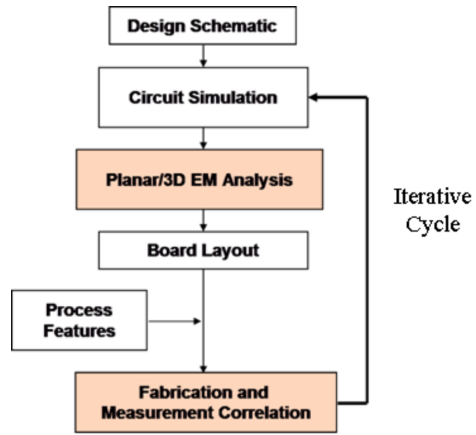 Design Schematic
Circuit Simulation
Planar/3D EM Analysis
Iterative
Cycle
Board Layout
Process
Features
Fabrication and
Measurement Correlation